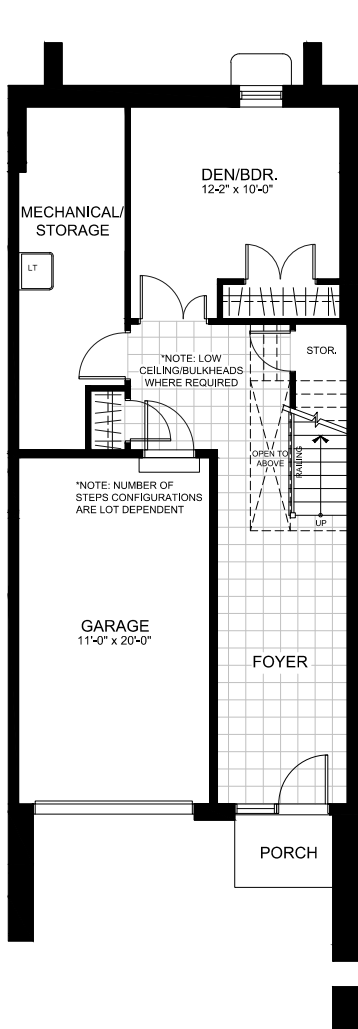 DEN/BDR.
12-2" x 10'-0"
MECHANICAL/
STORAGE
LT
*NOTE: LOW
CEILING/BULKHEADS
WHERE REQUIRED
STOR.
OPEN TO
ABOVE
RAILING
UP
*NOTE: NUMBER OF
STEPS CONFIGURATIONS
ARE LOT DEPENDENT
GARAGE
11'-0" x 20'-0"
FOYER
PORCH